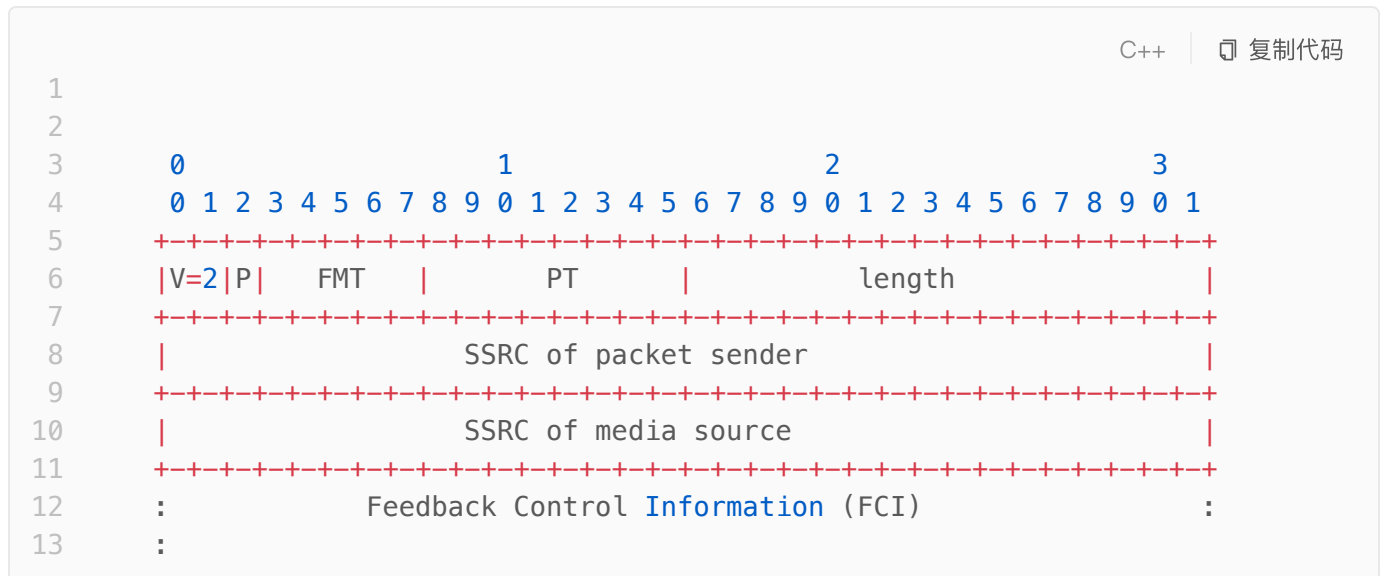 C++ 复制代码
1
2
3 0 1 2 3
4 0 1 2 3 4 5 6 7 8 9 0 1 2 3 4 5 6 7 8 9 0 1 2 3 4 5 6 7 8 9 0 1
5 +-+-+-+-+-+-+-+-+-+-+-+-+-+-+-+-+-+-+-+-+-+-+-+-+-+-+-+-+-+-+-+-+
6 |V=2|P| FMT | PT | length |
7 +-+-+-+-+-+-+-+-+-+-+-+-+-+-+-+-+-+-+-+-+-+-+-+-+-+-+-+-+-+-+-+-+
8 | SSRC of packet sender |
9 +-+-+-+-+-+-+-+-+-+-+-+-+-+-+-+-+-+-+-+-+-+-+-+-+-+-+-+-+-+-+-+-+
10 | SSRC of media source |
11 +-+-+-+-+-+-+-+-+-+-+-+-+-+-+-+-+-+-+-+-+-+-+-+-+-+-+-+-+-+-+-+-+
12 : Feedback Control Information (FCI) :
13 :